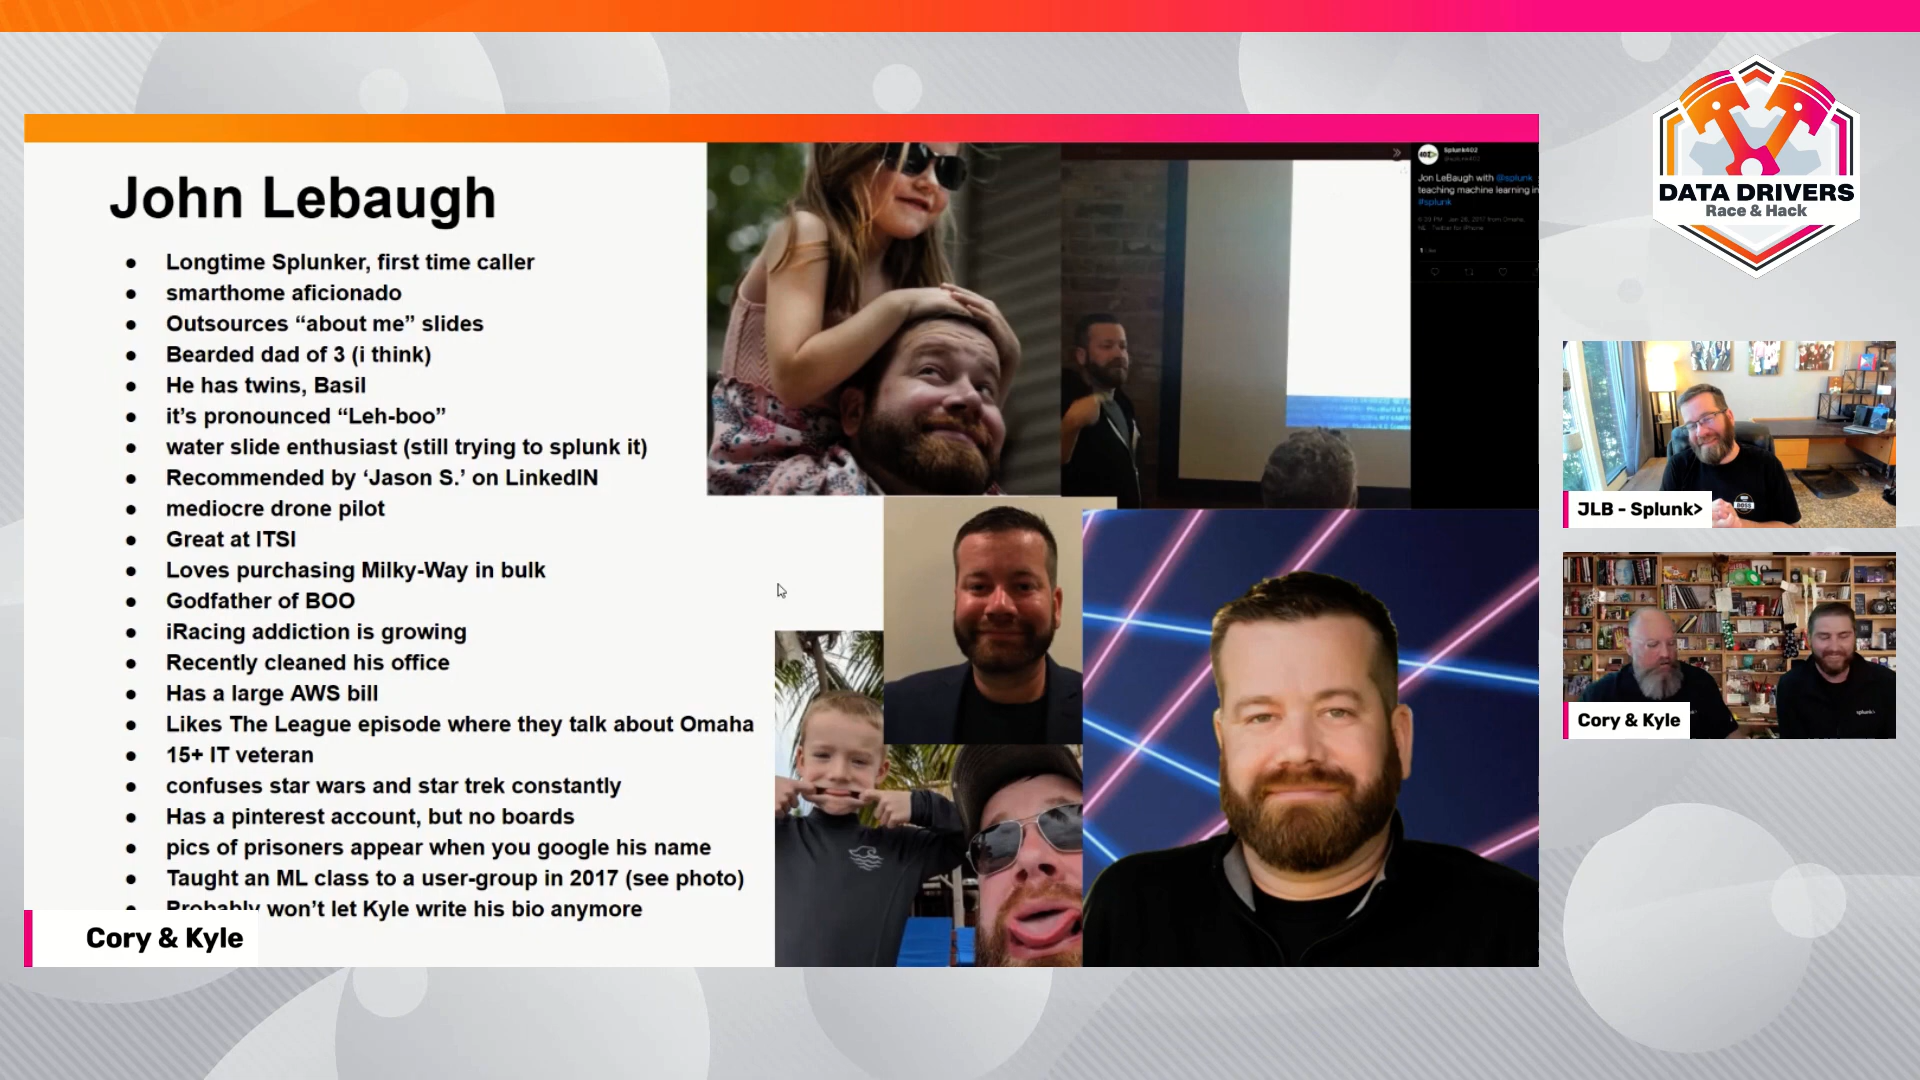 DATA DRIVERS
Race & Hack
John Lebaugh
● Longtime Splunker, first time caller
● smarthome aficionado
● Outsources “about me” slides
● Bearded dad of 3 (i think)
● He has twins, Basil
● it’s pronounced “Leh-boo”
● water slide enthusiast (still trying to splunk it)
● Recommended by ‘Jason S.’ on LinkedIN
● mediocre drone pilot
● Great at ITSI
● Loves purchasing Milky-Way in bulk
● Godfather of BOO
● iRacing addiction is growing
● Recently cleaned his office
● Has a large AWS bill
● Likes The League episode where they talk about Omaha
● 15+ IT veteran
● confuses star wars and star trek constantly
● Has a pinterest account, but no boards
● pics of prisoners appear when you google his name
● Taught an ML class to a user-group in 2017 (see photo)
● Probably won’t let Kyle write his bio anymore
Cory & Kyle
Splunk402
Jon LeBaugh with @splunk
teaching machine learning in
#splunk
JLB - Splunk>
Cory & Kyle